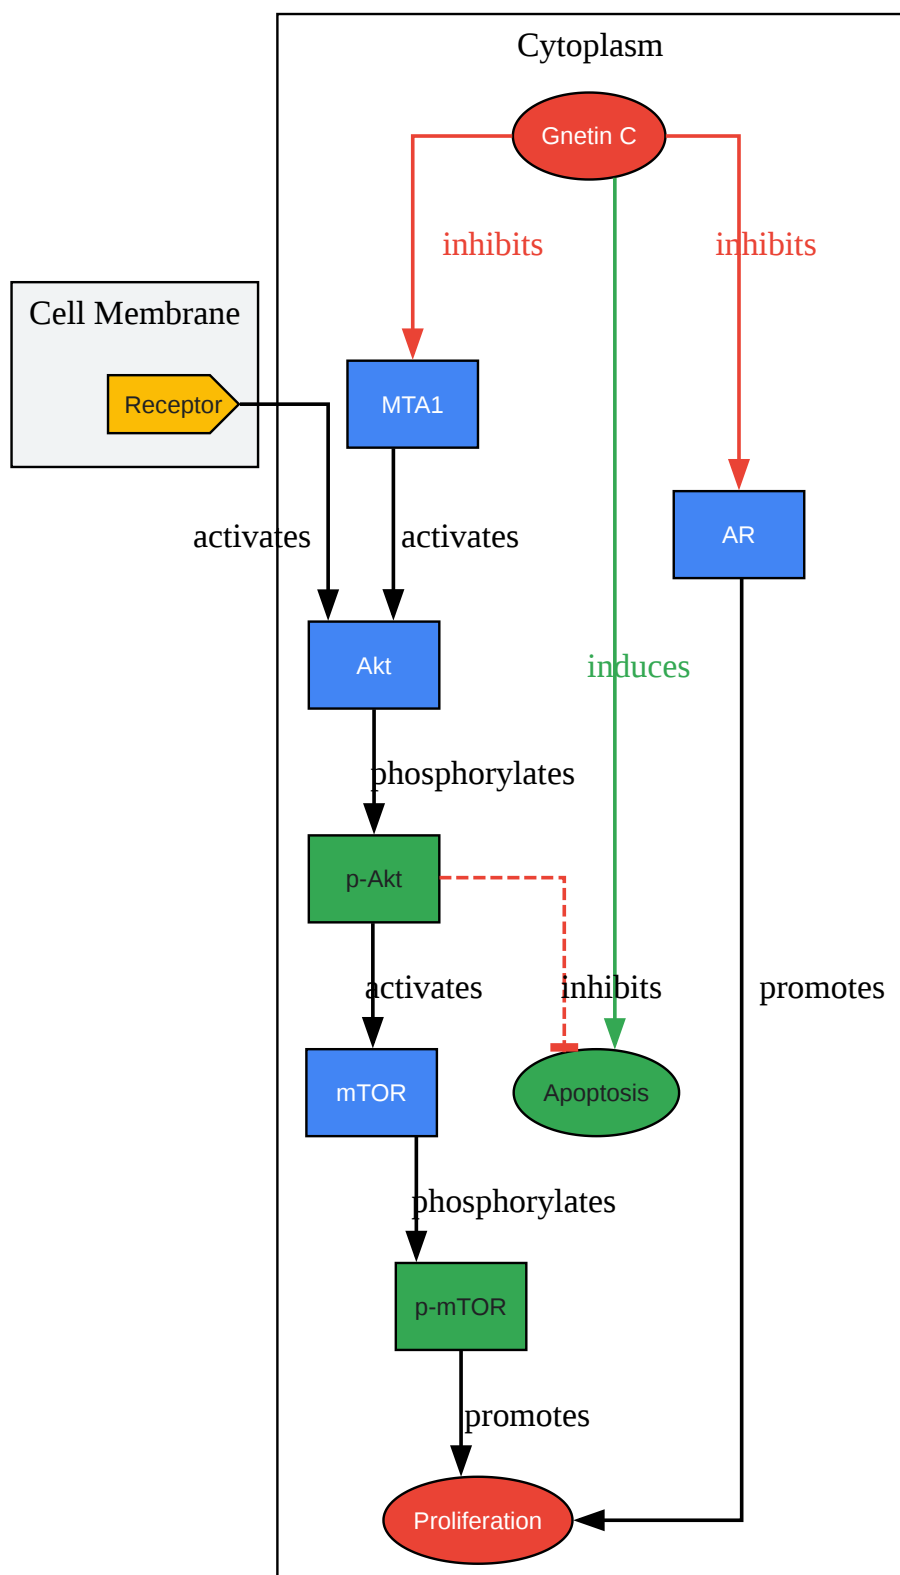 Cytoplasm
Gnetin C
inhibits
inhibits
Cell Membrane
Receptor
MTA1
activates
activates
AR
Akt
induces
phosphorylates
p-Akt
activates
inhibits
promotes
mTOR
Apoptosis
phosphorylates
p-mTOR
promotes
Proliferation